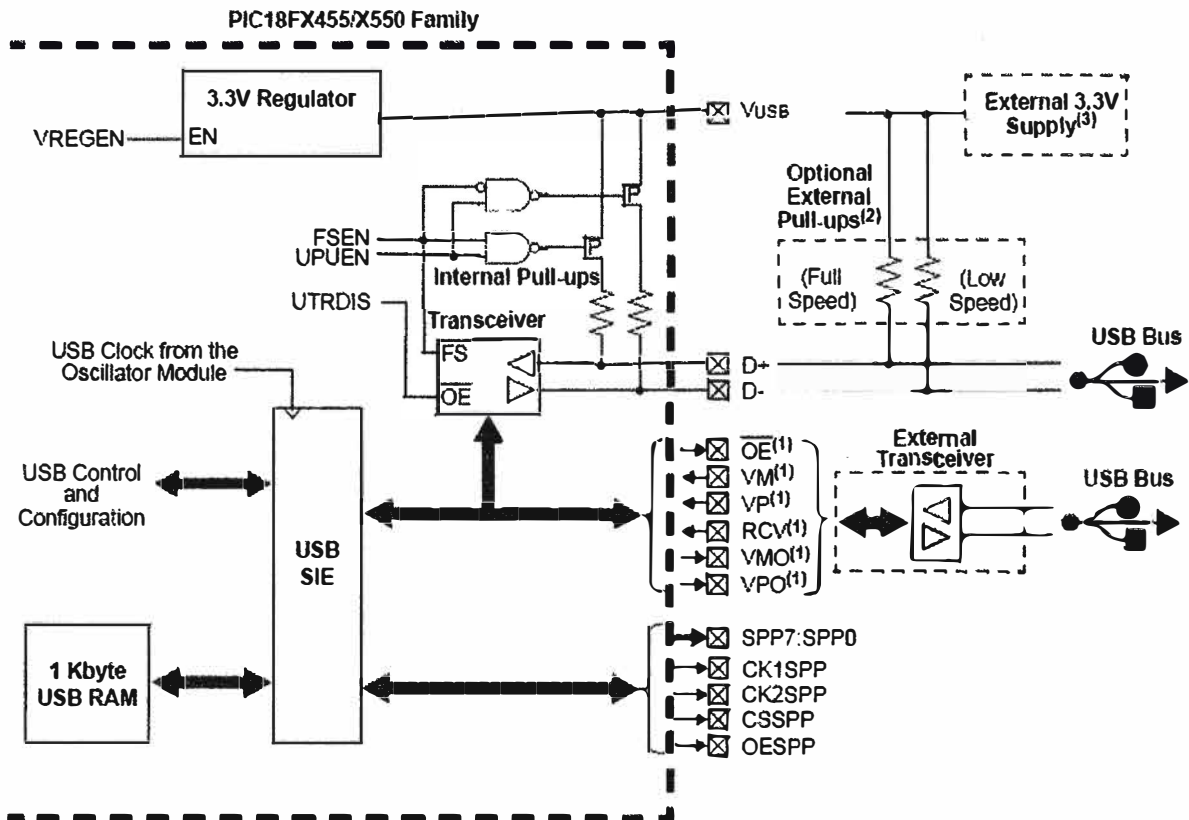 PIC18FX455/X550 Family
3.3V Regulator
VREGEN
EN
VUSB
External 3.3V
Supply(3)
Optional
External
Pull-ups(2)
P
P
FSEN
UPUEN
Internal Pull-ups
(Full
Speed)
(Low
Speed)
UTRDIS
Transceiver
FS
OE
USB Clock from the
Oscillator Module
D+
D-
USB Bus
USB Control
and
Configuration
USB
SIE
OE(1)
VM(1)
VP(1)
RCV(1)
VMO(1)
VPO(1)
External
Transceiver
USB Bus
1 Kbyte
USB RAM
SPP7:SPP0
CK1SPP
CK2SPP
CSSPP
OESPP